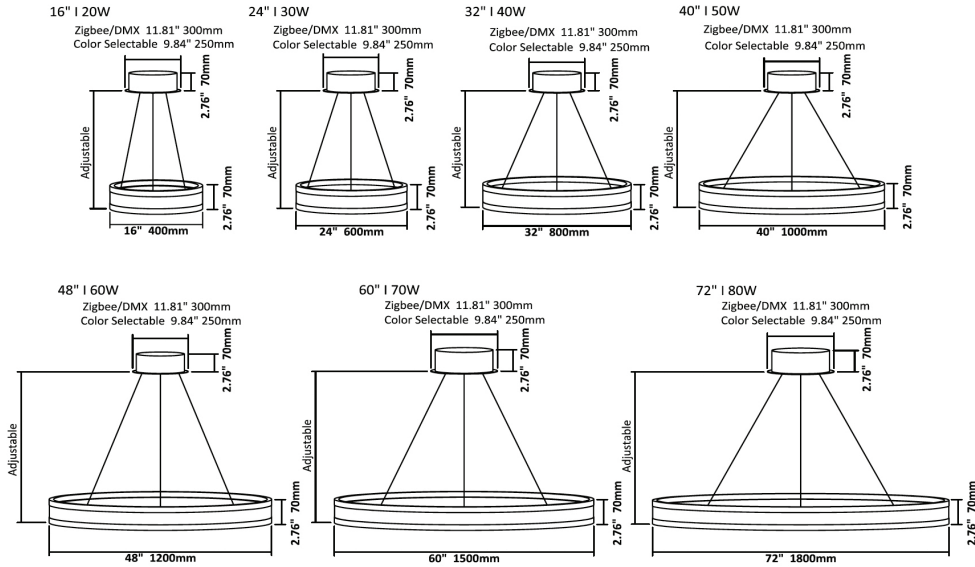 16" I 20W
Zigbee/DMX 11.81" 300mm
Color Selectable 9.84" 250mm
2.76" 70mm
Adjustable
2.76" 70mm
16" 400mm
24" I 30W
Zigbee/DMX 11.81" 300mm
Color Selectable 9.84" 250mm
2.76" 70mm
Adjustable
2.76" 70mm
24" 600mm
32" I 40W
Zigbee/DMX 11.81" 300mm
Color Selectable 9.84" 250mm
2.76" 70mm
Adjustable
2.76" 70mm
32" 800mm
40" I 50W
Zigbee/DMX 11.81" 300mm
Color Selectable 9.84" 250mm
2.76" 70mm
Adjustable
2.76" 70mm
40" 1000mm
48" I 60W
Zigbee/DMX 11.81" 300mm
Color Selectable 9.84" 250mm
2.76" 70mm
Adjustable
2.76" 70mm
48" 1200mm
60" I 70W
Zigbee/DMX 11.81" 300mm
Color Selectable 9.84" 250mm
2.76" 70mm
Adjustable
2.76" 70mm
60" 1500mm
72" I 80W
Zigbee/DMX 11.81" 300mm
Color Selectable 9.84" 250mm
2.76" 70mm
Adjustable
2.76" 70mm
72" 1800mm